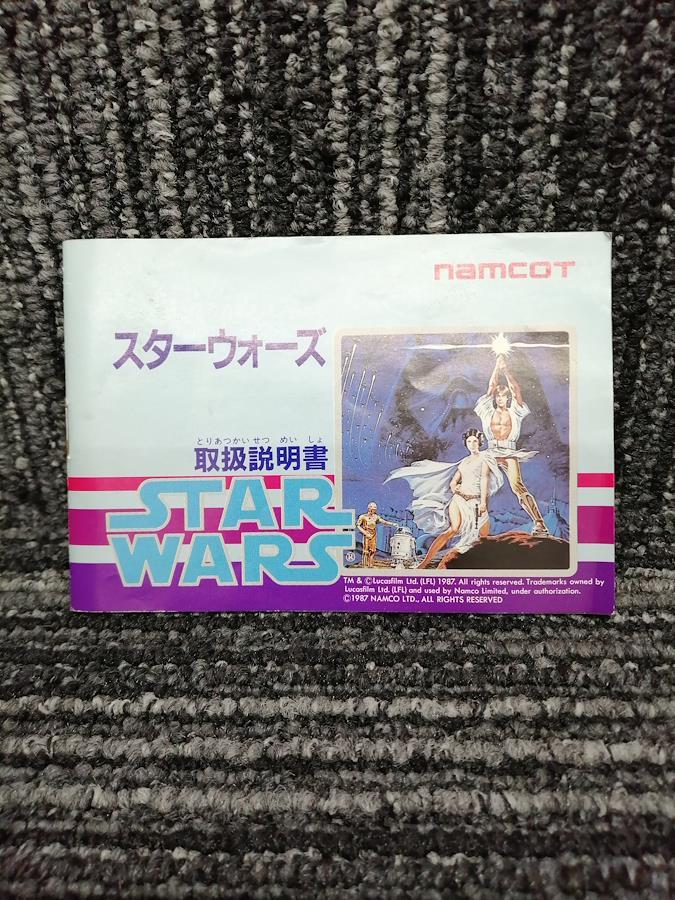 namcoT
スターウォーズ
とりあつかいせつ めい しょ
取扱説明書
STAR
WARS
®
TM & ©Lucasfilm Ltd. (LFL) 1987. All rights reserved. Trademarks owned by
Lucasfilm Ltd. (LFL) and used by Namco Limited, under authorization.
©1987 NAMCO LTD., ALL RIGHTS RESERVED